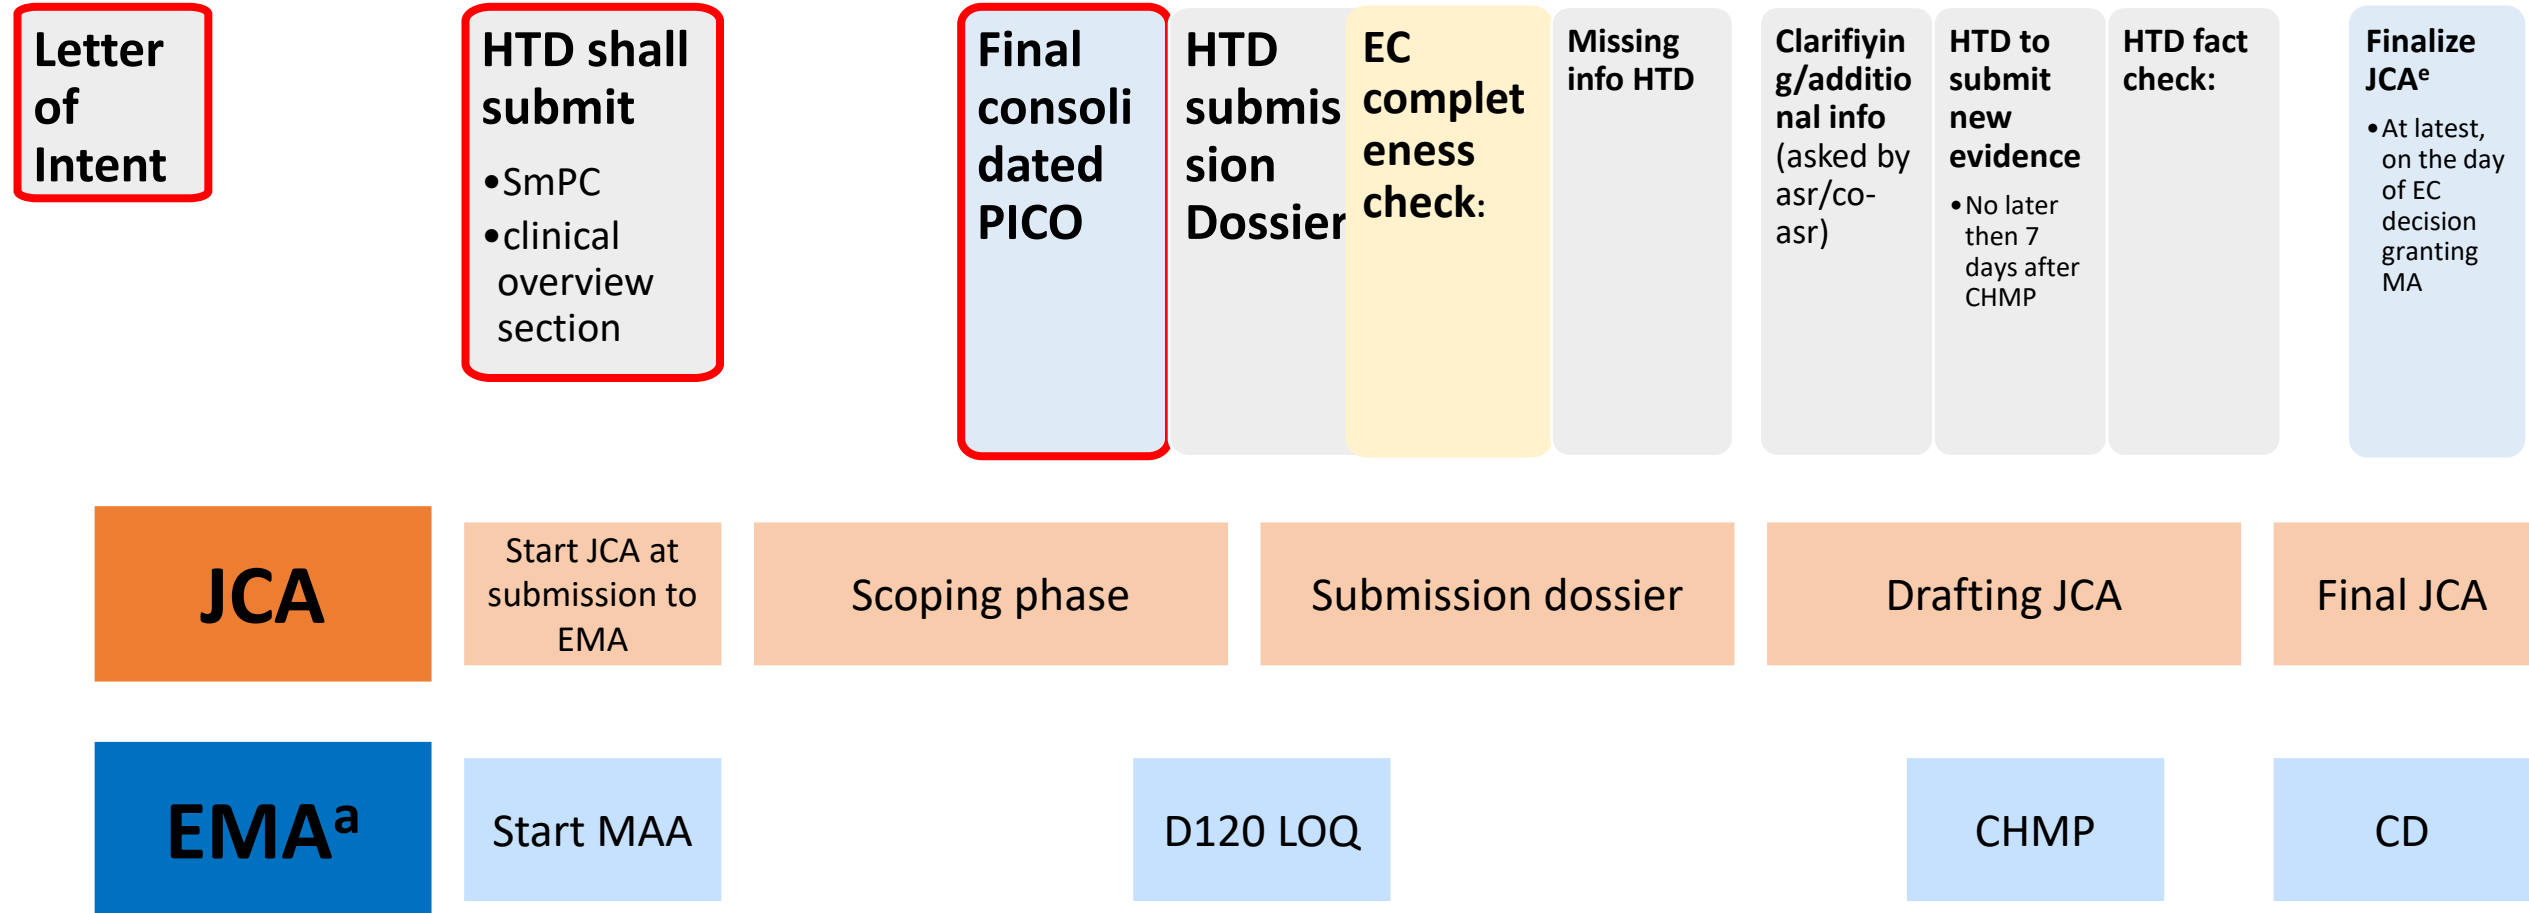 Letter
of
Intent
HTD shall
submit
•SmPC
•clinical
overview
section
Final
consoli
dated
PICO
HTD
submis
sion
Dossier
EC
complet
eness
check:
Missing
info HTD
Clarifiyin
g/additio
nal info
(asked by
asr/co-
asr)
HTD to
submit
new
evidence
•No later
then 7
days after
CHMP
HTD fact
check:
Finalize
JCAᵉ
•At latest,
on the day
of EC
decision
granting
MA
JCA
Start JCA at
submission to
EMA
Scoping phase
Submission dossier
Drafting JCA
Final JCA
EMAᵃ
Start MAA
D120 LOQ
CHMP
CD